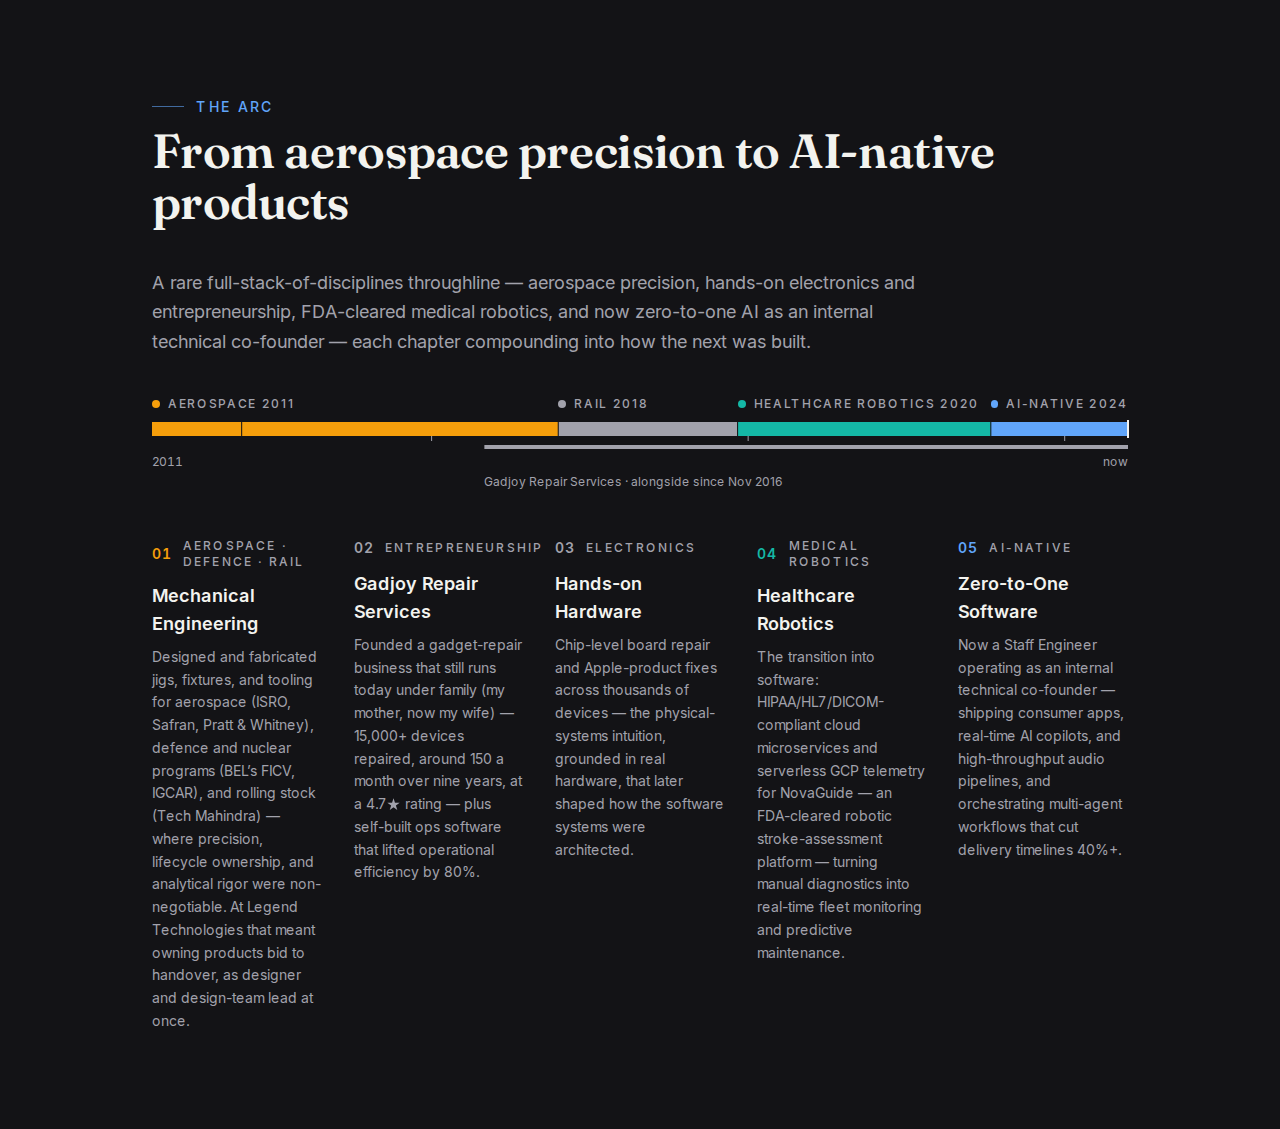 THE ARC
From aerospace precision to AI-native
products
A rare full-stack-of-disciplines throughline — aerospace precision, hands-on electronics and
entrepreneurship, FDA-cleared medical robotics, and now zero-to-one AI as an internal
technical co-founder — each chapter compounding into how the next was built.
AEROSPACE 2011
RAIL 2018
HEALTHCARE ROBOTICS 2020
AI-NATIVE 2024
2011
now
Gadjoy Repair Services · alongside since Nov 2016
01 AEROSPACE ·
DEFENCE · RAIL
Mechanical
Engineering
Designed and fabricated
jigs, fixtures, and tooling
for aerospace (ISRO,
Safran, Pratt & Whitney),
defence and nuclear
programs (BEL's FICV,
IGCAR), and rolling stock
(Tech Mahindra) —
where precision,
lifecycle ownership, and
analytical rigor were non-
negotiable. At Legend
Technologies that meant
owning products bid to
handover, as designer
and design-team lead at
once.
02 ENTREPRENEURSHIP
Gadjoy Repair
Services
Founded a gadget-repair
business that still runs
today under family (my
mother, now my wife) —
15,000+ devices
repaired, around 150 a
month over nine years, at
a 4.7★ rating — plus
self-built ops software
that lifted operational
efficiency by 80%.
03 ELECTRONICS
Hands-on
Hardware
Chip-level board repair
and Apple-product fixes
across thousands of
devices — the physical-
systems intuition,
grounded in real
hardware, that later
shaped how the software
systems were
architected.
04 MEDICAL
ROBOTICS
Healthcare
Robotics
The transition into
software:
HIPAA/HL7/DICOM-
compliant cloud
microservices and
serverless GCP telemetry
for NovaGuide — an
FDA-cleared robotic
stroke-assessment
platform — turning
manual diagnostics into
real-time fleet monitoring
and predictive
maintenance.
05 AI-NATIVE
Zero-to-One
Software
Now a Staff Engineer
operating as an internal
technical co-founder —
shipping consumer apps,
real-time AI copilots, and
high-throughput audio
pipelines, and
orchestrating multi-agent
workflows that cut
delivery timelines 40%+.